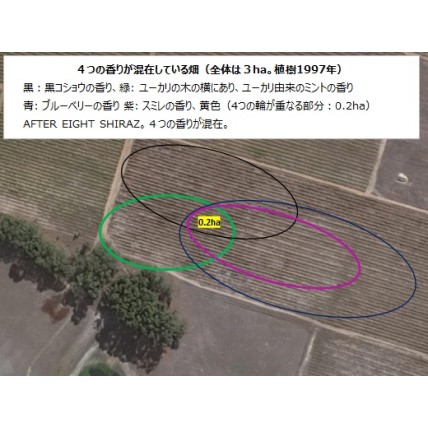 ４つの香りが混在している畑（全体は３ha。植樹1997年）
黒：黒コショウの香り、緑: ユーカリの木の横にあり、ユーカリ由来のミントの香り
青: ブルーベリーの香り 紫: スミレの香り、黄色（4つの輪が重なる部分：0.2ha）
AFTER EIGHT SHIRAZ。４つの香りが混在。
0.2ha